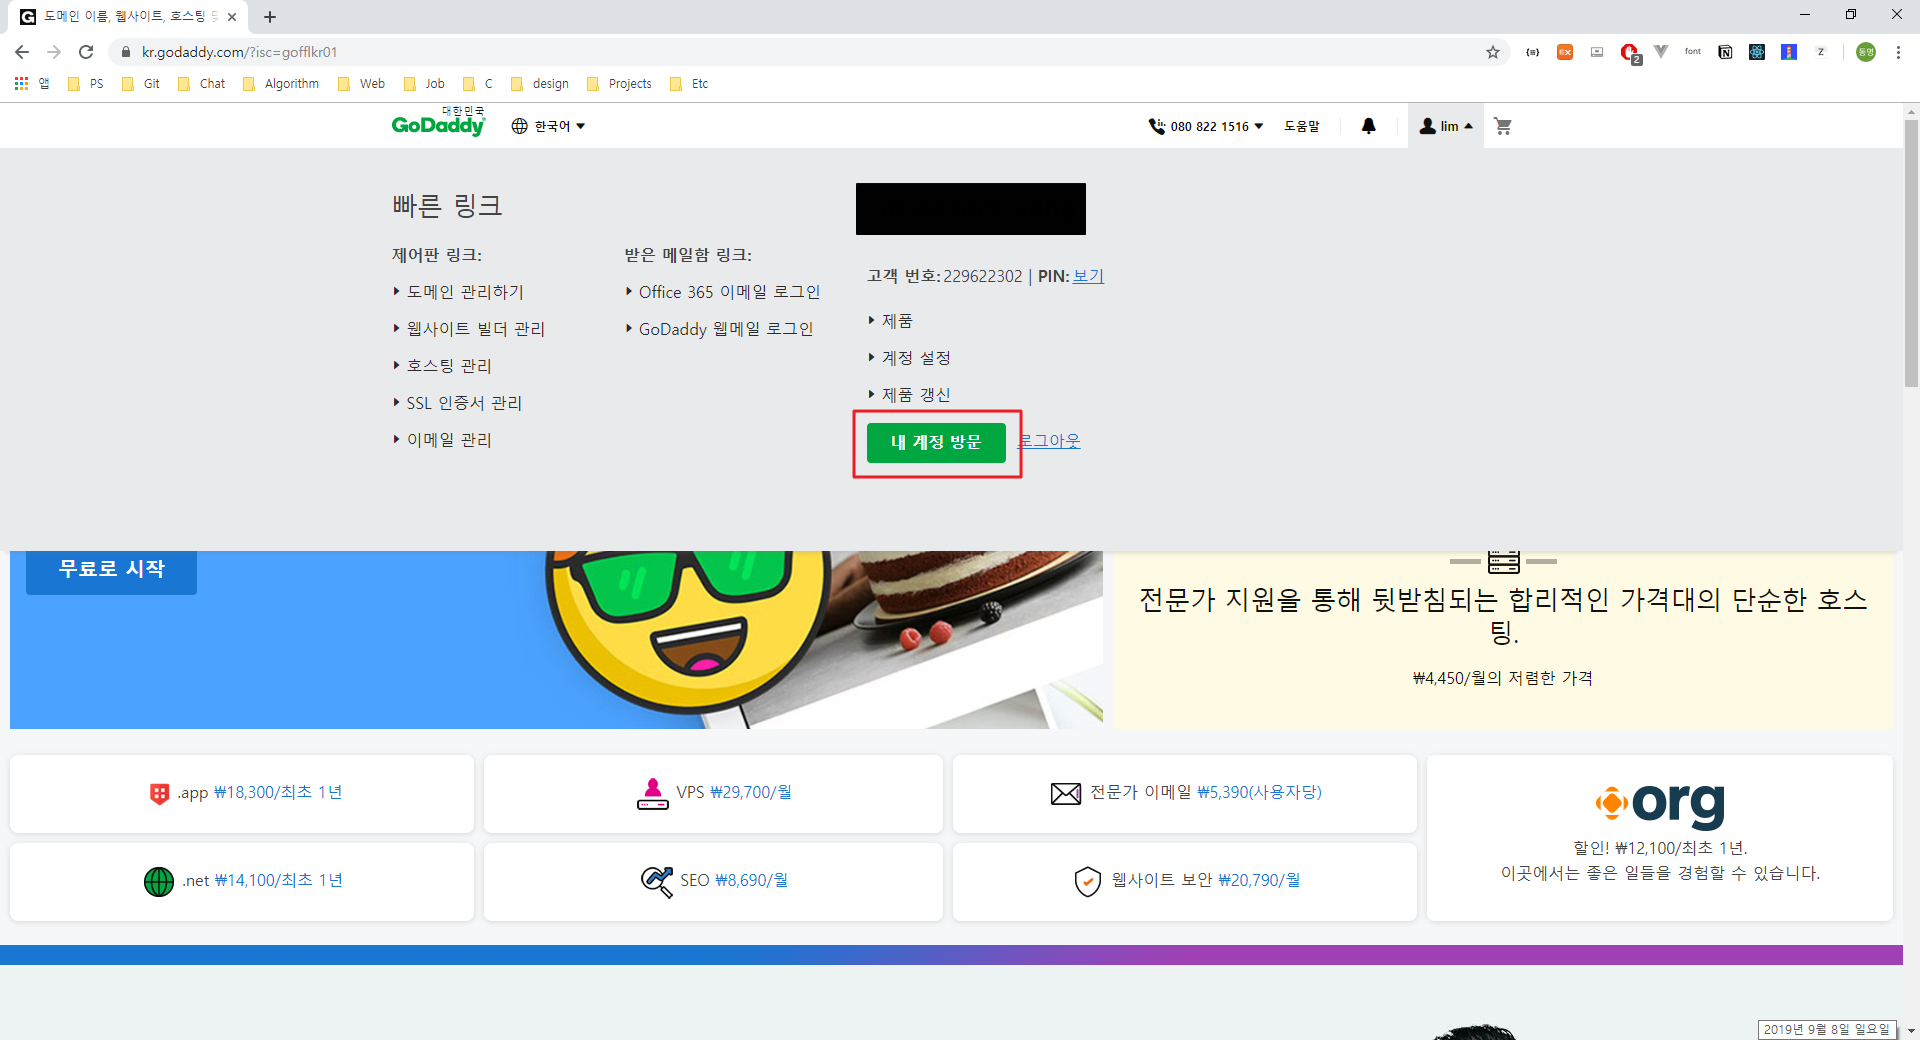 도메인 이름, 웹사이트, 호스팅 및
kr.godaddy.com/?isc=gofflkr01
2
font
Z
동명
앱
PS
Git
Chat
Algorithm
Web
Job
C
design
Projects
Etc
대한민국
GoDaddy
한국어
080 822 1516
도움말
lim
빠른 링크
제어판 링크:
도메인 관리하기
웹사이트 빌더 관리
호스팅 관리
SSL 인증서 관리
이메일 관리
받은 메일함 링크:
Office 365 이메일 로그인
GoDaddy 웹메일 로그인
고객 번호: 229622302 | PIN: 보기
제품
계정 설정
제품 갱신
내 계정 방문
로그아웃
무료로 시작
전문가 지원을 통해 뒷받침되는 합리적인 가격대의 단순한 호스
팅.
₩4,450/월의 저렴한 가격
.app ₩18,300/최초 1년
VPS ₩29,700/월
전문가 이메일 ₩5,390(사용자당)
org
할인! ₩12,100/최초 1년.
이곳에서는 좋은 일들을 경험할 수 있습니다.
.net ₩14,100/최초 1년
SEO ₩8,690/월
웹사이트 보안 ₩20,790/월
2019년 9월 8일 일요일